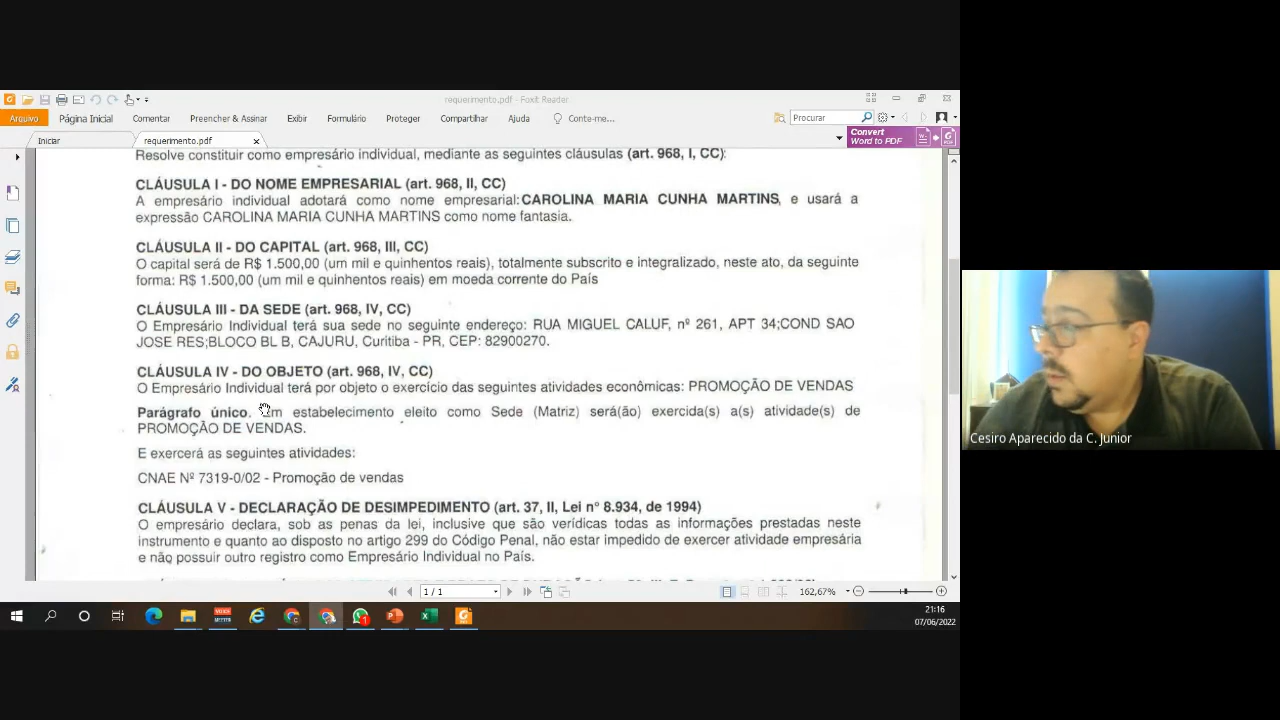 requerimento.pdf - Foxit Reader
Arquivo Página Inicial Comentar Preencher & Assinar Exibir Formulário Proteger Compartilhar Ajuda Conte-me... Procurar
Iniciar requerimento.pdf Convert
Word to PDF
Resolve constituir como empresário individual, mediante as seguintes cláusulas (art. 968, I, CC):
CLÁUSULA I - DO NOME EMPRESARIAL (art. 968, II, CC)
A empresário individual adotará como nome empresarial: CAROLINA MARIA CUNHA MARTINS, e usará a
expressão CAROLINA MARIA CUNHA MARTINS como nome fantasia.
CLÁUSULA II - DO CAPITAL (art. 968, III, CC)
O capital será de R$ 1.500,00 (um mil e quinhentos reais), totalmente subscrito e integralizado, neste ato, da seguinte
forma: R$ 1.500,00 (um mil e quinhentos reais) em moeda corrente do País
CLÁUSULA III - DA SEDE (art. 968, IV, CC)
O Empresário Individual terá sua sede no seguinte endereço: RUA MIGUEL CALUF, nº 261, APT 34;COND SAO
JOSE RES;BLOCO BL B, CAJURU, Curitiba - PR, CEP: 82900270.
CLÁUSULA IV - DO OBJETO (art. 968, IV, CC)
O Empresário Individual terá por objeto o exercício das seguintes atividades econômicas: PROMOÇÃO DE VENDAS
Parágrafo único. Em estabelecimento eleito como Sede (Matriz) será(ão) exercida(s) a(s) atividade(s) de
PROMOÇÃO DE VENDAS.
E exercerá as seguintes atividades:
CNAE Nº 7319-0/02 - Promoção de vendas
CLÁUSULA V - DECLARAÇÃO DE DESIMPEDIMENTO (art. 37, II, Lei n° 8.934, de 1994)
O empresário declara, sob as penas da lei, inclusive que são verídicas todas as informações prestadas neste
instrumento e quanto ao disposto no artigo 299 do Código Penal, não estar impedido de exercer atividade empresária
e não possuir outro registro como Empresário Individual no País.
1 / 1 162,67%
21:16
07/06/2022
Cesiro Aparecido da C. Junior